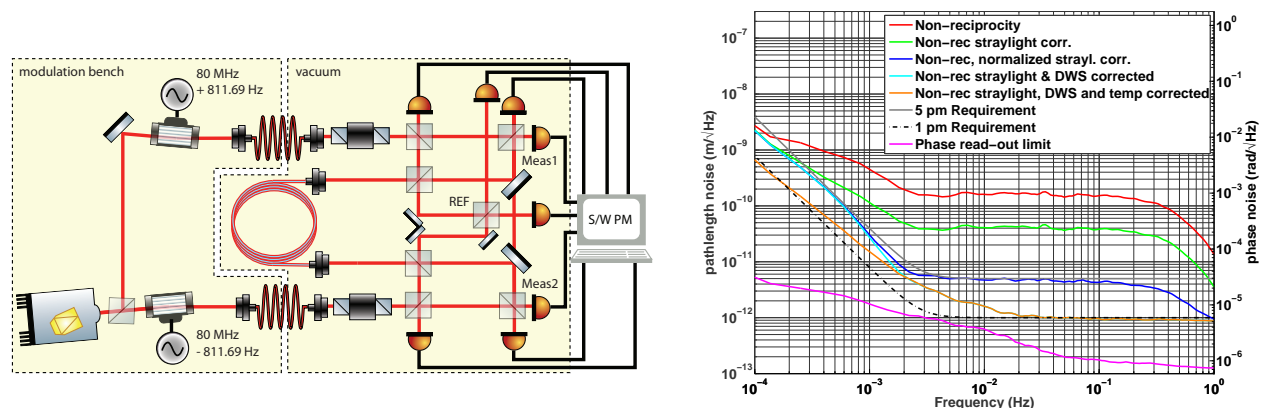 modulation bench
vacuum
80 MHz
+ 811.69 Hz
Meas1
REF
S/W PM
Meas2
80 MHz
- 811.69 Hz
pathlength noise (m/√Hz)
10⁻⁷
10⁻⁸
10⁻⁹
10⁻¹⁰
10⁻¹¹
10⁻¹²
10⁻¹³
Non−reciprocity
Non−rec straylight corr.
Non−rec, normalized strayl. corr.
Non−rec straylight & DWS corrected
Non−rec straylight, DWS and temp corrected
5 pm Requirement
1 pm Requirement
Phase read−out limit
10⁰
10⁻¹
10⁻²
10⁻³
10⁻⁴
10⁻⁵
10⁻⁶
phase noise (rad/√Hz)
10⁻⁴
10⁻³
10⁻²
10⁻¹
10⁰
Frequency (Hz)